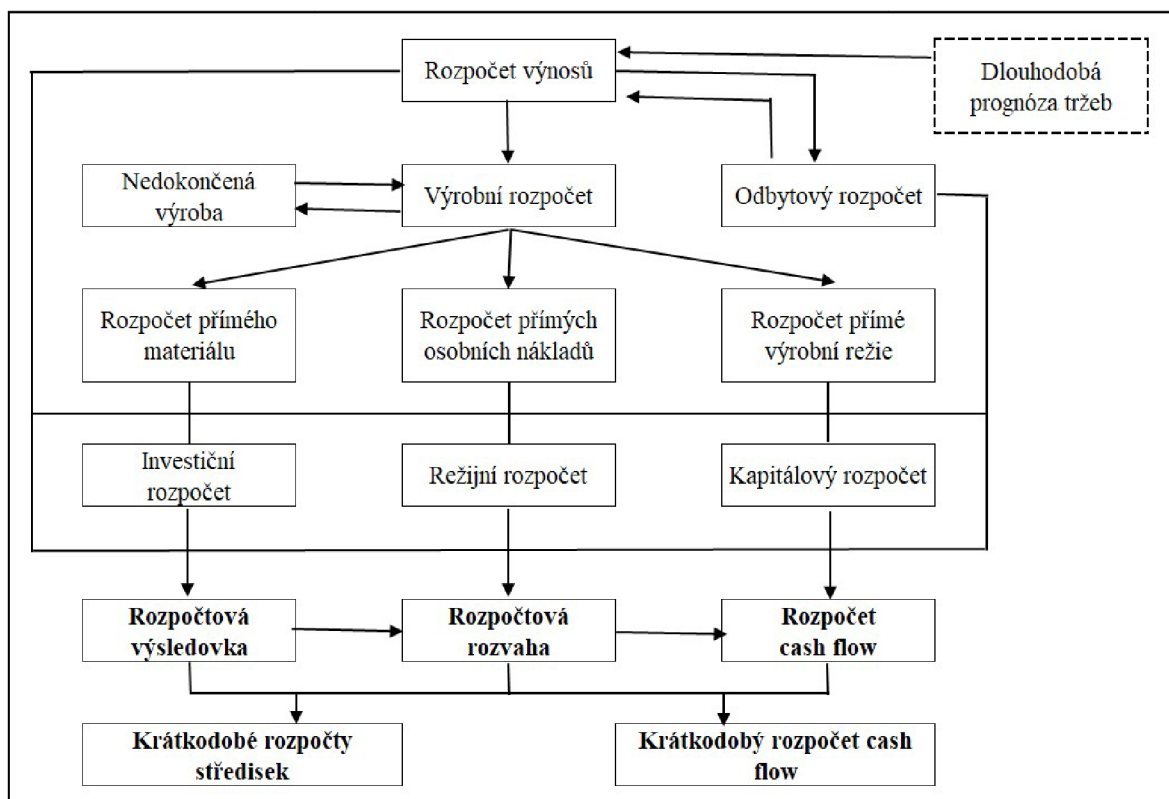 Rozpočet výnosů
Dlouhodobá
prognóza tržeb
Nedokončená
výroba
Výrobní rozpočet
Odbytový rozpočet
Rozpočet přímého
materiálu
Rozpočet přímých
osobních nákladů
Rozpočet přímé
výrobní režie
Investiční
rozpočet
Režijní rozpočet
Kapitálový rozpočet
Rozpočtová
výsledovka
Rozpočtová
rozvaha
Rozpočet
cash flow
Krátkodobé rozpočty
středisek
Krátkodobý rozpočet cash
flow